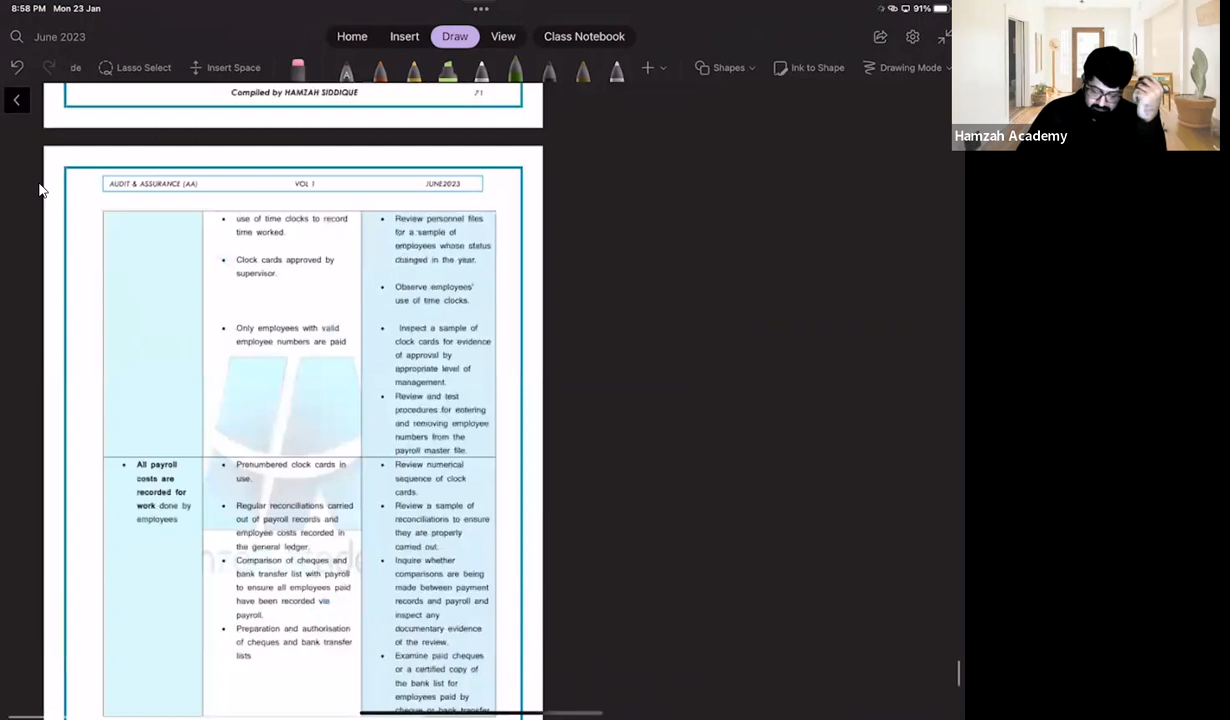 8:58 PM Mon 23 Jan
91%
June 2023
Home Insert Draw View Class Notebook
de Lasso Select Insert Space Shapes Ink to Shape Drawing Mode
Hamzah Academy
Compiled by HAMZAH SIDDIQUE 71
AUDIT & ASSURANCE (AA) VOL 1 JUNE2023
use of time clocks to record
time worked.
Clock cards approved by
supervisor.
Only employees with valid
employee numbers are paid
Review personnel files
for a sample of
employees whose status
changed in the year.
Observe employees'
use of time clocks.
Inspect a sample of
clock cards for evidence
of approval by
appropriate level of
management.
Review and test
procedures for entering
and removing employee
numbers from the
payroll master file.
All payroll
costs are
recorded for
work done by
employees
Prenumbered clock cards in
use.
Regular reconciliations carried
out of payroll records and
employee costs recorded in
the general ledger.
Comparison of cheques and
bank transfer list with payroll
to ensure all employees paid
have been recorded via
payroll.
Preparation and authorisation
of cheques and bank transfer
lists
Review numerical
sequence of clock
cards.
Review a sample of
reconciliations to ensure
they are properly
carried out.
Inquire whether
comparisons are being
made between payment
records and payroll and
inspect any
documentary evidence
of the review.
Examine paid cheques
or a certified copy of
the bank list for
employees paid by
cheque or bank transfer